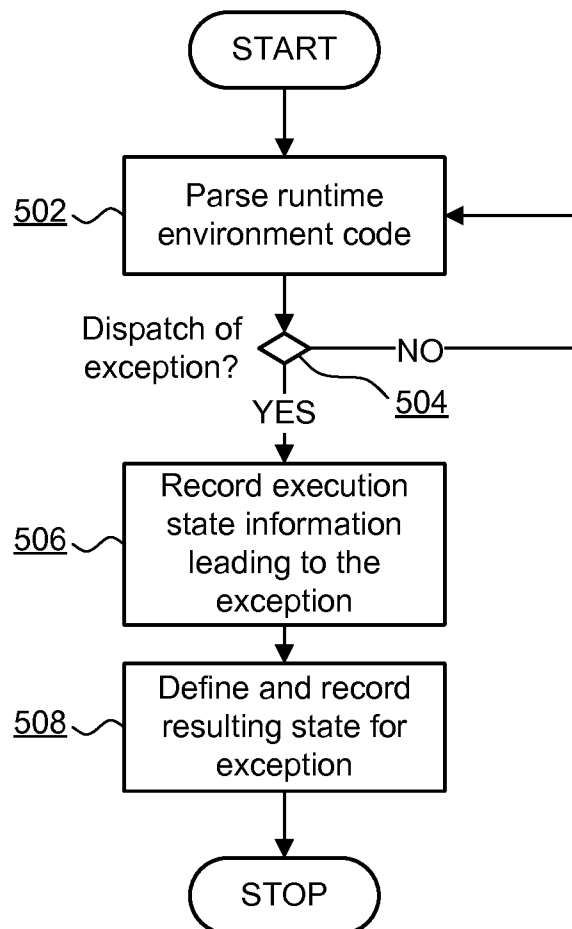 START
502
Parse runtime
environment code
Dispatch of
exception?
NO
504
YES
506
Record execution
state information
leading to the
exception
508
Define and record
resulting state for
exception
STOP